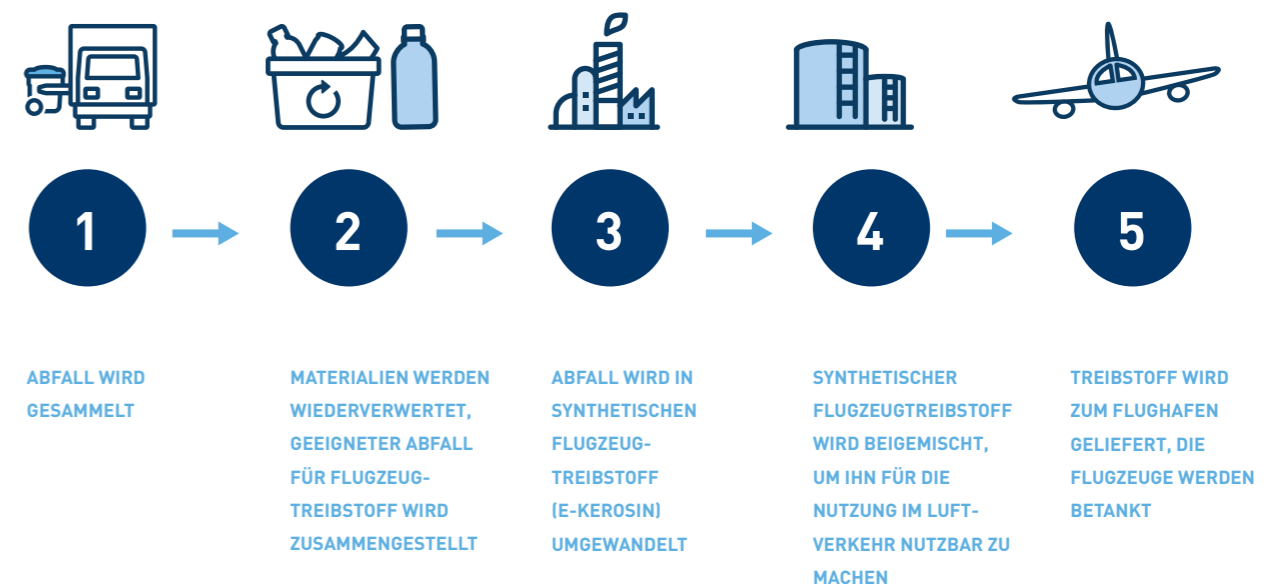 1
2
3
4
5
ABFALL WIRD
GESAMMELT
MATERIALIEN WERDEN
WIEDERVERWERTET,
GEEIGNETER ABFALL
FÜR FLUGZEUG-
TREIBSTOFF WIRD
ZUSAMMENGESTELLT
ABFALL WIRD IN
SYNTHETISCHEN
FLUGZEUG-
TREIBSTOFF
(E-KEROSIN)
UMGEWANDELT
SYNTHETISCHER
FLUGZEUGTREIBSTOFF
WIRD BEIGEMISCHT,
UM IHN FÜR DIE
NUTZUNG IM LUFT-
VERKEHR NUTZBAR ZU
MACHEN
TREIBSTOFF WIRD
ZUM FLUGHAFEN
GELIEFERT, DIE
FLUGZEUGE WERDEN
BETANKT